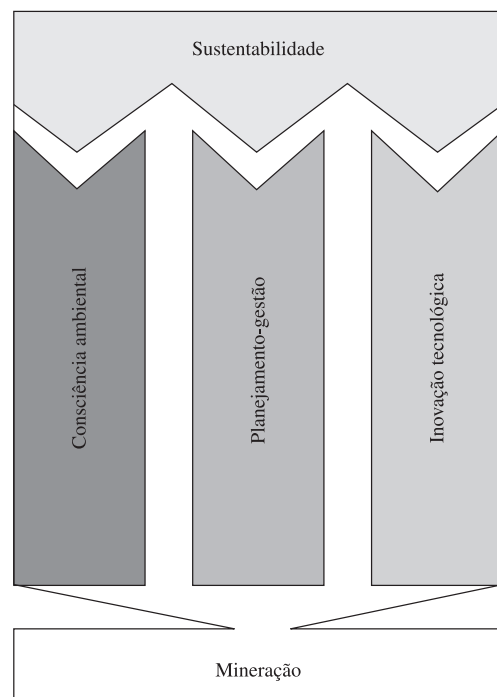 Sustentabilidade
Consciência ambiental
Planejamento-gestão
Inovação tecnológica
Mineração